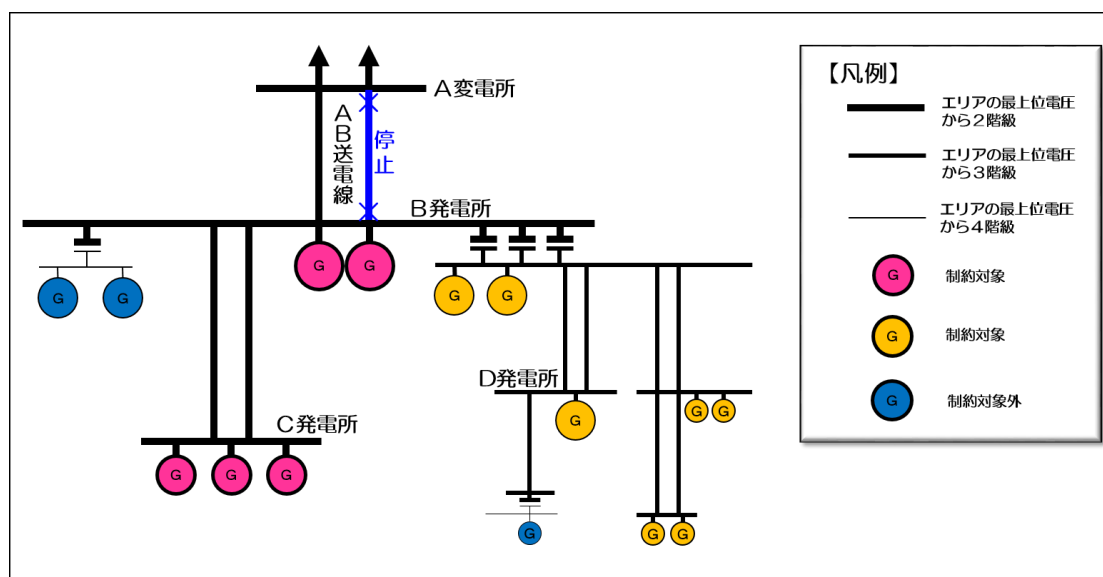 A変電所
AB送電線
停止
B発電所
G G
G G
G G
D発電所
G
G G
C発電所
G G G
G
G G
【凡例】
エリアの最上位電圧
から2階級
エリアの最上位電圧
から3階級
エリアの最上位電圧
から4階級
G 制約対象
G 制約対象
G 制約対象外